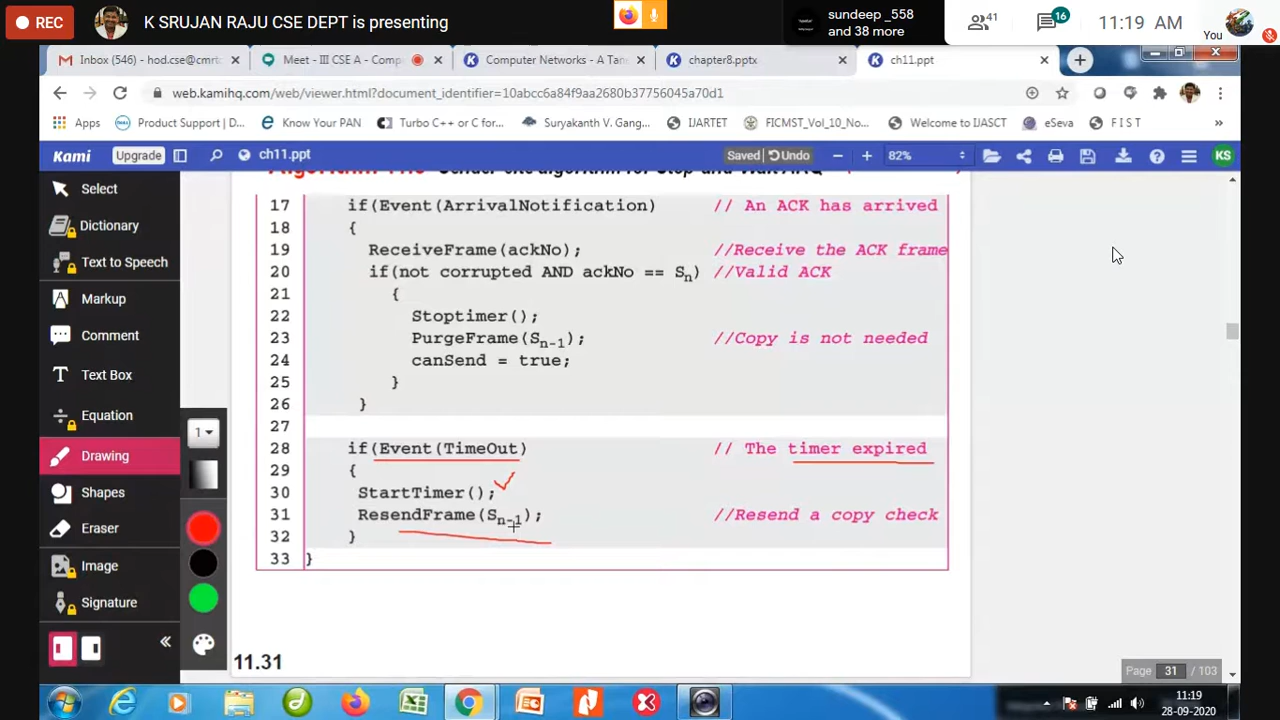 REC
K SRUJAN RAJU CSE DEPT is presenting
sundeep _558
and 38 more
41
16
11:19 AM
You
Inbox (546) - hod.cse@cmrt
Meet - III CSE A - Comp
Computer Networks - A Tan
chapter8.pptx
ch11.ppt
web.kamihq.com/web/viewer.html?document_identifier=10abcc6a84f9aa2680b37756045a70d1
Apps
Product Support | D...
Know Your PAN
Turbo C++ or C for...
Suryakanth V. Gang...
IJARTET
FICMST_Vol_10_No...
Welcome to IJASCT
eSeva
F I S T
»
Kami
Upgrade
ch11.ppt
Saved
Undo
82%
KS
Select
Dictionary
Text to Speech
Markup
Comment
Text Box
Equation
Drawing
Shapes
Eraser
Image
Signature
1
17 if(Event(ArrivalNotification) // An ACK has arrived
18 {
19 ReceiveFrame(ackNo); //Receive the ACK frame
20 if(not corrupted AND ackNo == Sn) //Valid ACK
21 {
22 Stoptimer();
23 PurgeFrame(Sn-1); //Copy is not needed
24 canSend = true;
25 }
26 }
27
28 if(Event(TimeOut) // The timer expired
29 {
30 StartTimer();
31 ResendFrame(Sn-1); //Resend a copy check
32 }
33 }
11.31
Page 31 / 103
11:19
28-09-2020